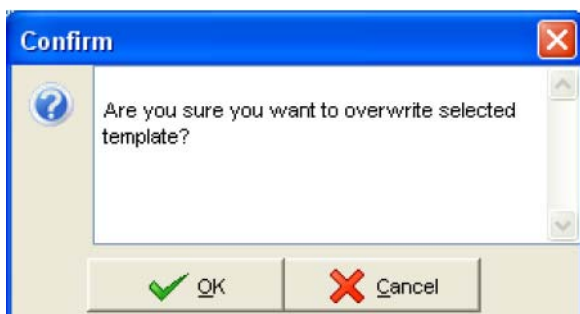 Confirm
Are you sure you want to overwrite selected
template?
OK
Cancel